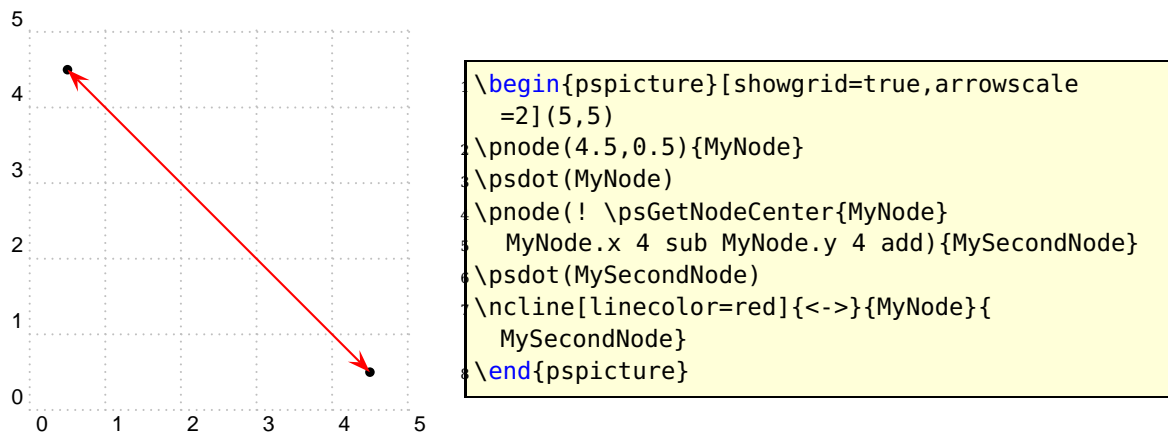 5
4
3
2
1
0
0 1 2 3 4 5
1 \begin{pspicture}[showgrid=true,arrowscale
=2](5,5)
2 \pnode(4.5,0.5){MyNode}
3 \psdot(MyNode)
4 \pnode(! \psGetNodeCenter{MyNode}
5 MyNode.x 4 sub MyNode.y 4 add){MySecondNode}
6 \psdot(MySecondNode)
7 \ncline[linecolor=red]{<->}{MyNode}{
MySecondNode}
8 \end{pspicture}